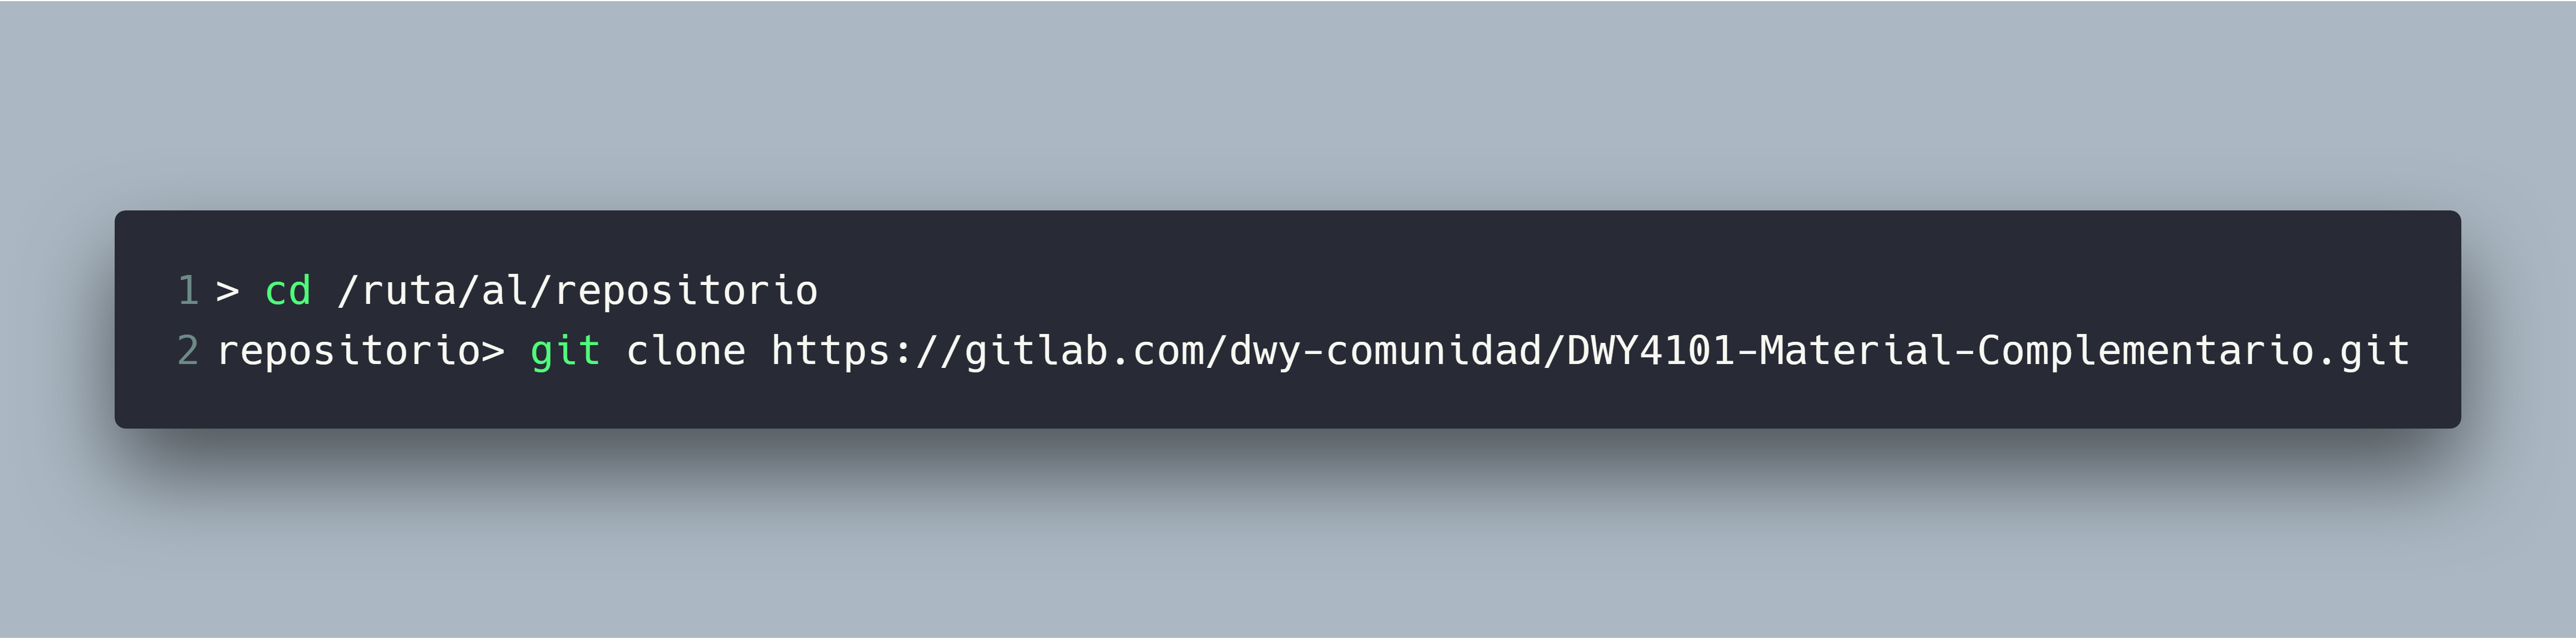 1 > cd /ruta/al/repositorio
2 repositorio> git clone https://gitlab.com/dwy-comunidad/DWY4101-Material-Complementario.git